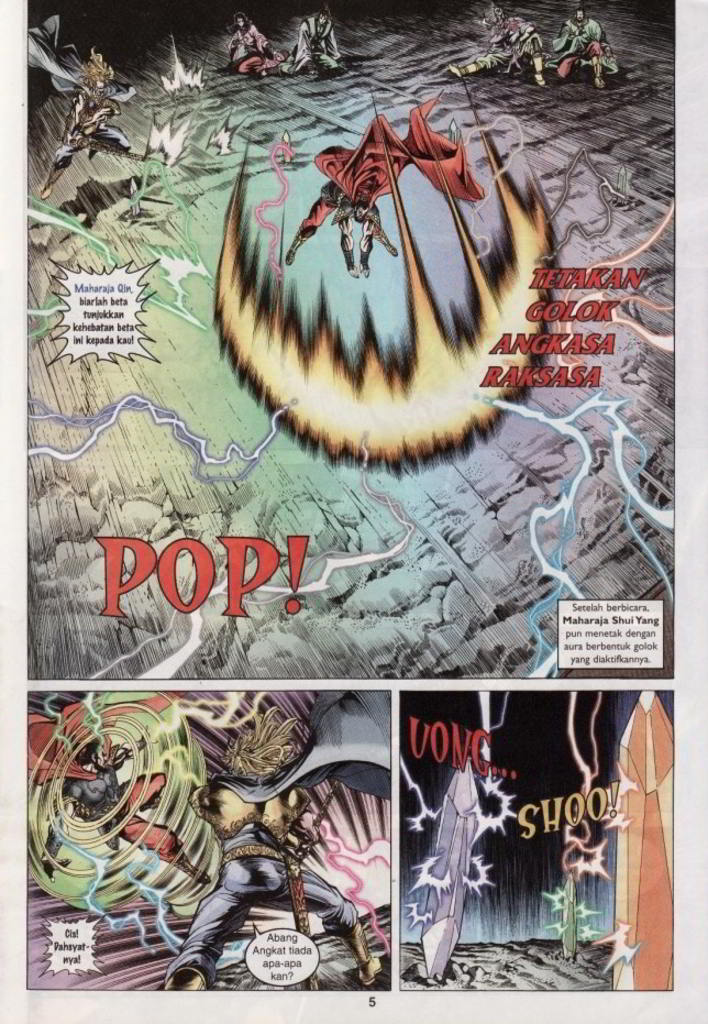 Maharaja Qin,
biarlah beta
tunjukkan
kehebatan beta
ini kepada kau!
TETAKAN
GOLOK
ANGKASA
RAKSASA
POP!
Setelah berbicara,
Maharaja Shui Yang
pun menetak dengan
aura berbentuk golok
yang diaktifkannya.
Cis!
Dahsyat-
nya!
Abang
Angkat tiada
apa-apa
kan?
UONG...
SHOO!
5